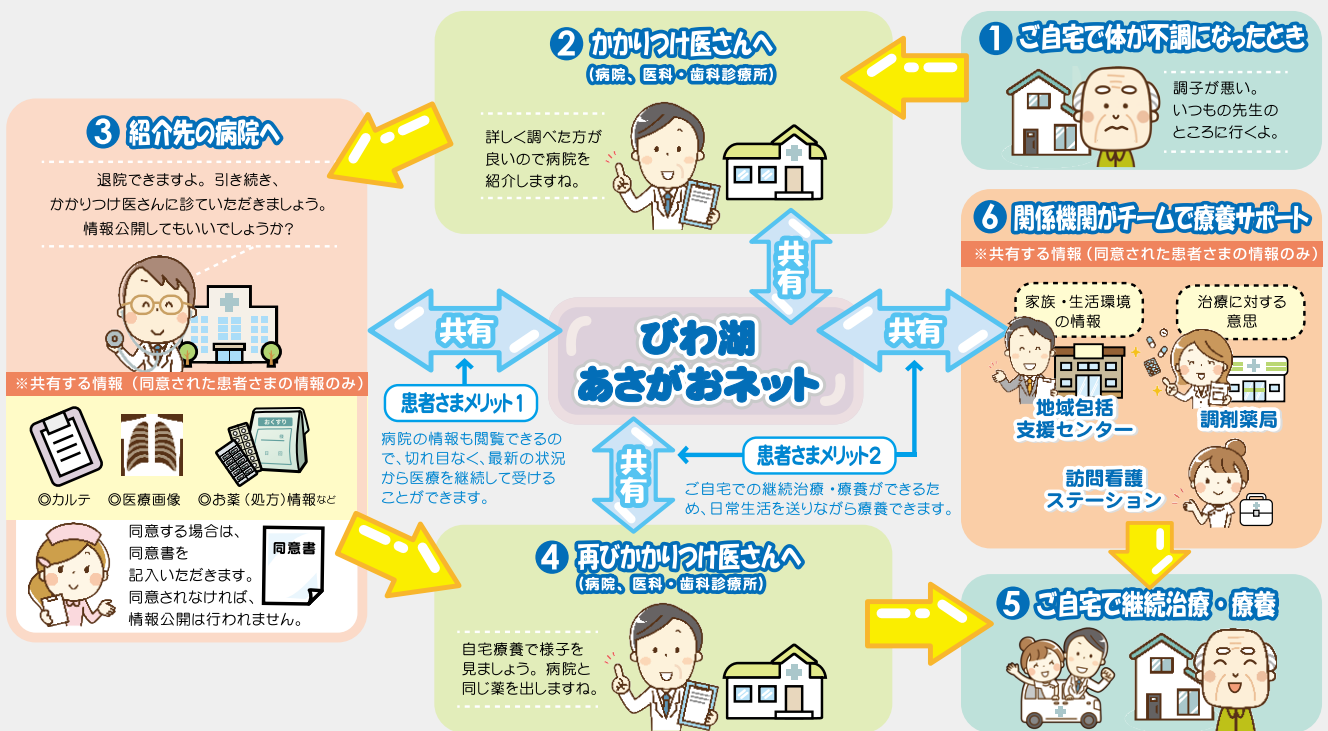 ① ご自宅で体が不調になったとき
調子が悪い。
いつもの先生の
ところに行くよ。
② かかりつけ医さんへ
(病院、医科・歯科診療所)
詳しく調べた方が
良いので病院を
紹介しますね。
③ 紹介先の病院へ
退院できますよ。引き続き、
かかりつけ医さんに診ていただきましょう。
情報公開してもいいでしょうか?
※共有する情報(同意された患者さまの情報のみ)
おくすり
◎カルテ ◎医療画像 ◎お薬(処方)情報など
同意する場合は、
同意書を
記入いただきます。
同意されなければ、
情報公開は行われません。
同意書
共有
共有
共有
共有
びわ湖
あさがおネット
患者さまメリット1
病院の情報も閲覧できるの
で、切れ目なく、最新の状況
から医療を継続して受ける
ことができます。
患者さまメリット2
ご自宅での継続治療・療養ができるた
め、日常生活を送りながら療養できます。
④ 再びかかりつけ医さんへ
(病院、医科・歯科診療所)
自宅療養で様子を
見ましょう。病院と
同じ薬を出しますね。
⑥ 関係機関がチームで療養サポート
※共有する情報(同意された患者さまの情報のみ)
家族・生活環境
の情報
治療に対する
意思
地域包括
支援センター
調剤薬局
訪問看護
ステーション
⑤ ご自宅で継続治療・療養